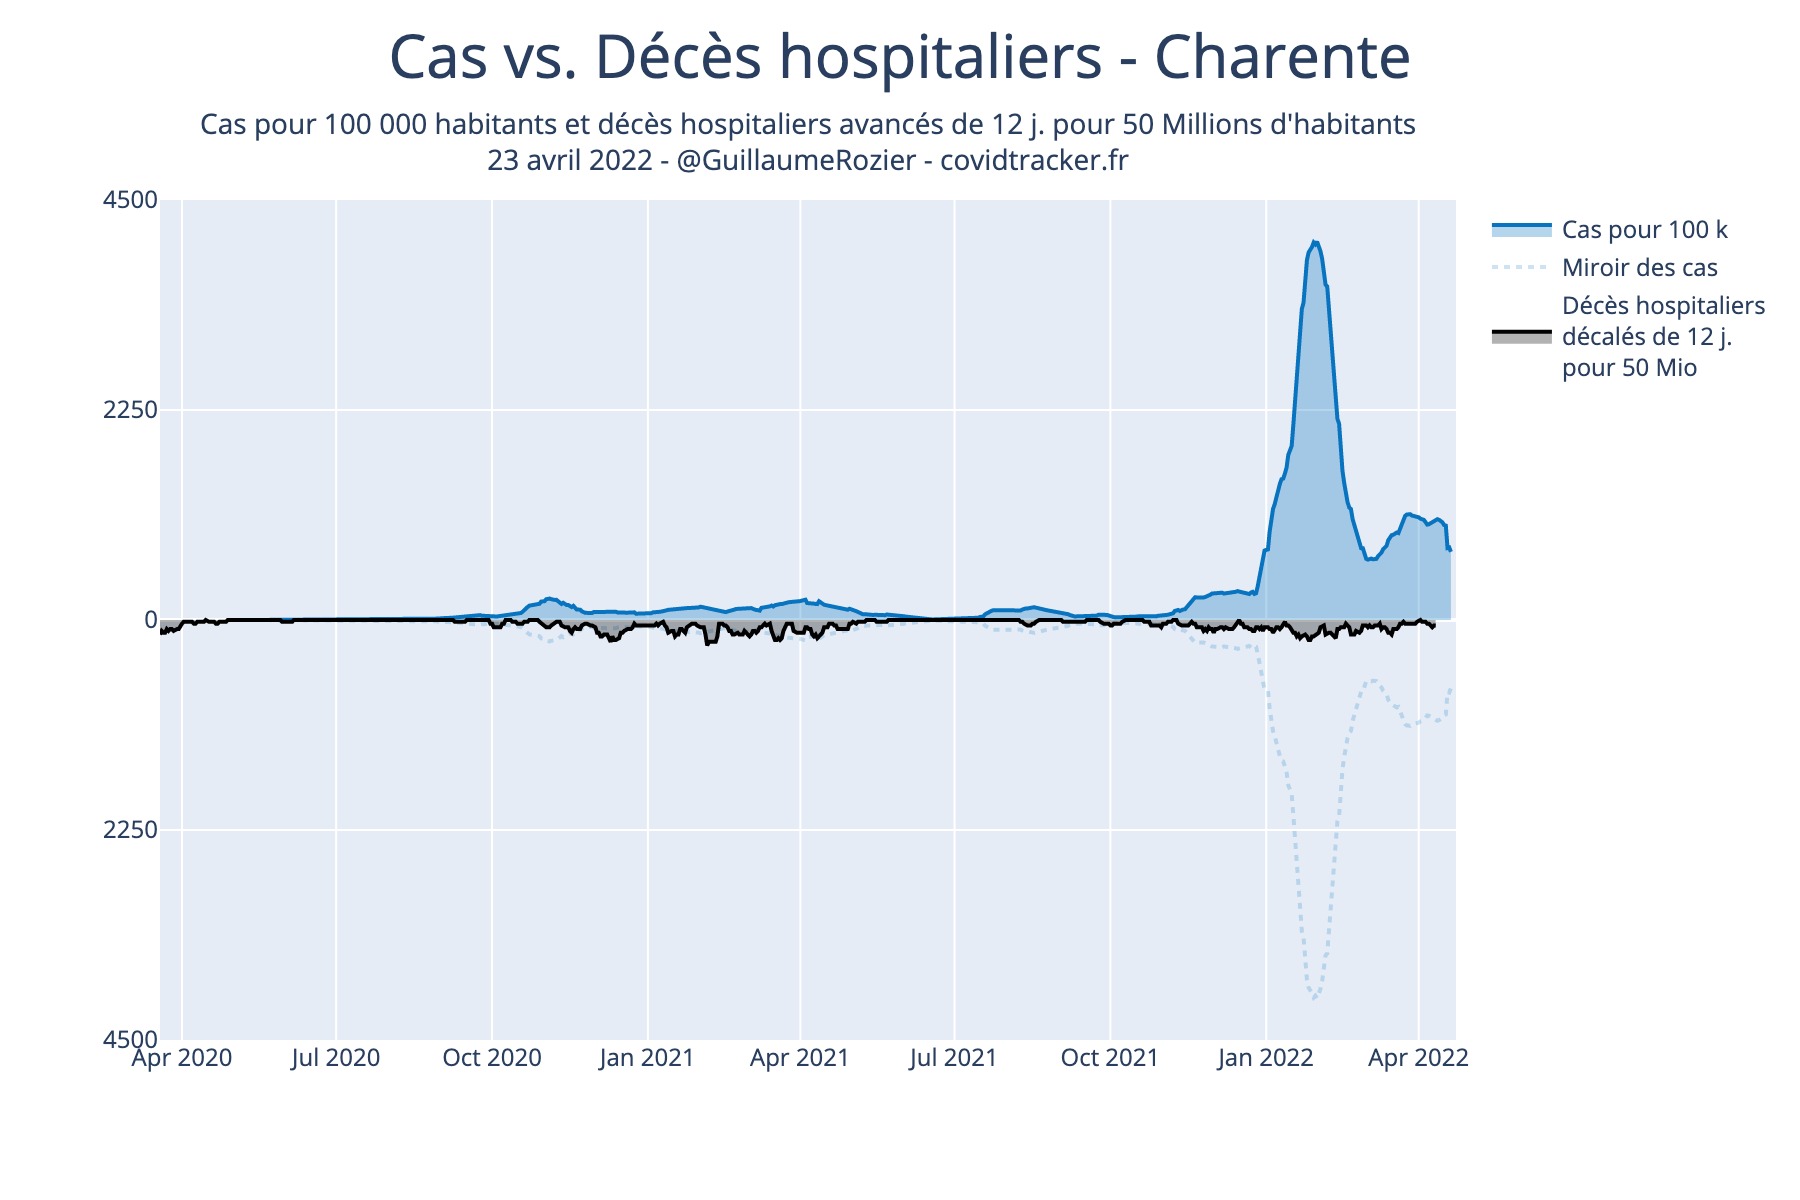 Cas vs. Décès hospitaliers - Charente
Cas pour 100 000 habitants et décès hospitaliers avancés de 12 j. pour 50 Millions d'habitants
23 avril 2022 - @GuillaumeRozier - covidtracker.fr
4500
2250
0
2250
4500
Apr 2020
Jul 2020
Oct 2020
Jan 2021
Apr 2021
Jul 2021
Oct 2021
Jan 2022
Apr 2022
Cas pour 100 k
Miroir des cas
Décès hospitaliers
décalés de 12 j.
pour 50 Mio